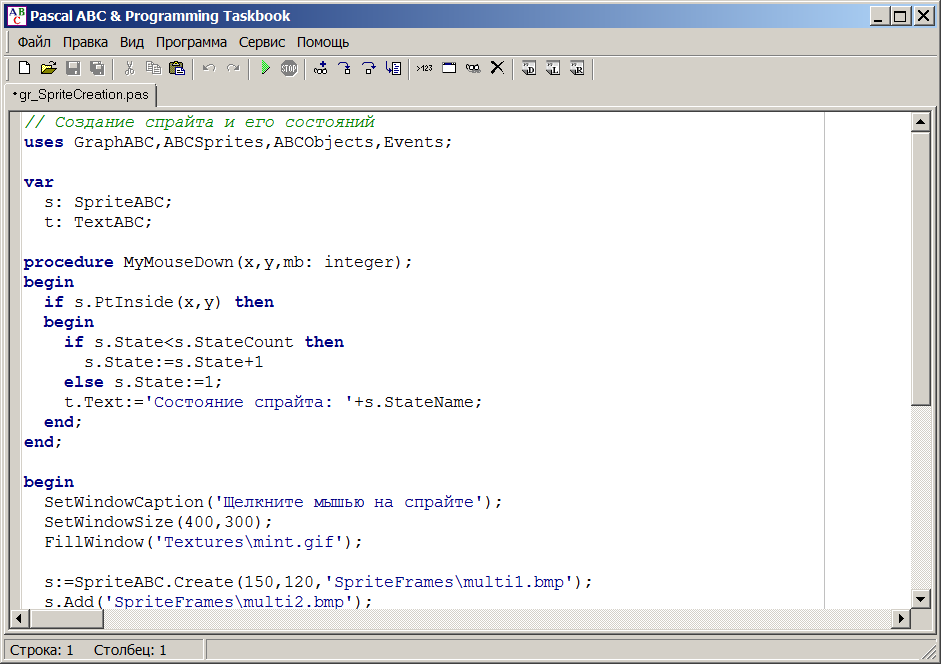 Pascal ABC & Programming Taskbook
Файл Правка Вид Программа Сервис Помощь
•gr_SpriteCreation.pas
// Создание спрайта и его состояний
uses GraphABC,ABCSprites,ABCObjects,Events;
var
s: SpriteABC;
t: TextABC;
procedure MyMouseDown(x,y,mb: integer);
begin
if s.PtInside(x,y) then
begin
if s.State<s.StateCount then
s.State:=s.State+1
else s.State:=1;
t.Text:='Состояние спрайта: '+s.StateName;
end;
end;
begin
SetWindowCaption('Щелкните мышью на спрайте');
SetWindowSize(400,300);
FillWindow('Textures\mint.gif');
s:=SpriteABC.Create(150,120,'SpriteFrames\multi1.bmp');
s.Add('SpriteFrames\multi2.bmp');
Строка: 1 Столбец: 1